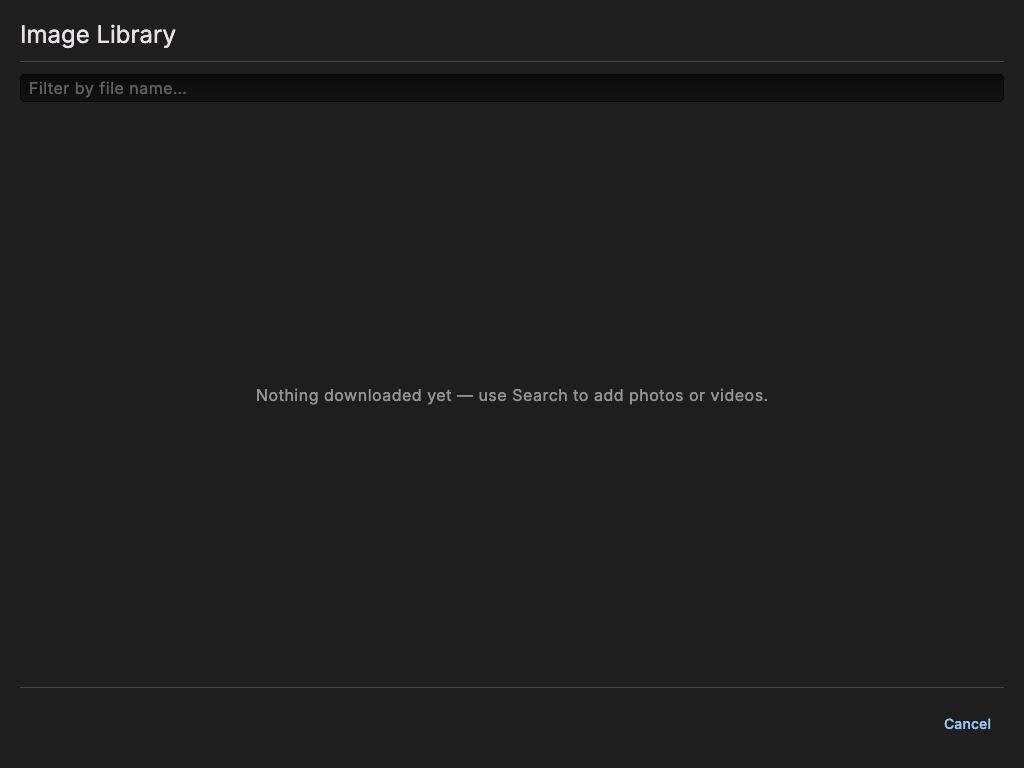 Image Library
Filter by file name...
Nothing downloaded yet — use Search to add photos or videos.
Cancel